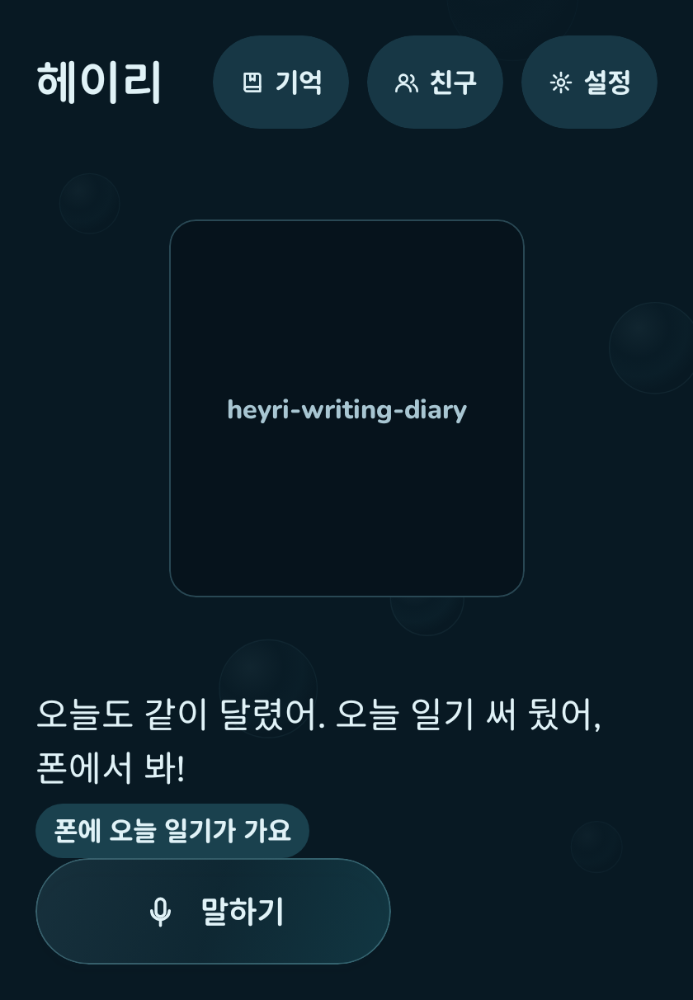 헤이리
기억
친구
설정
heyri-writing-diary
오늘도 같이 달렸어. 오늘 일기 써 뒀어,
폰에서 봐!
폰에 오늘 일기가 가요
말하기